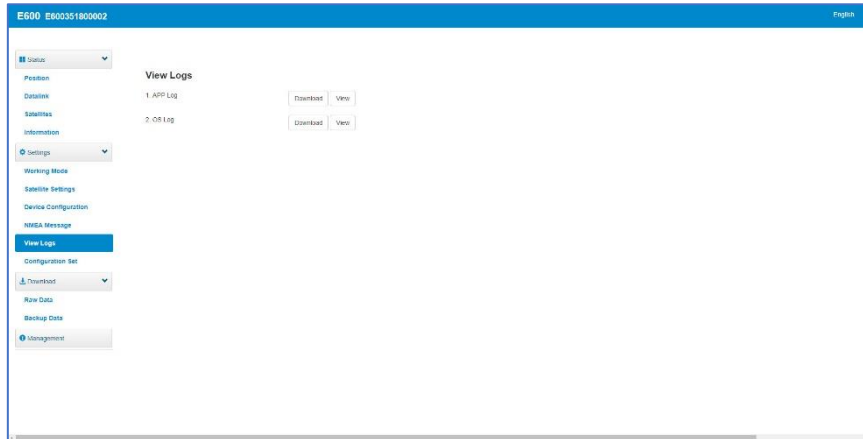 E600 E600351800002
English
Status
Position
Datalink
Satellites
Information
Settings
Working Mode
Satellite Settings
Device Configuration
NMEA Message
View Logs
Configuration Set
Download
Raw Data
Backup Data
Management
View Logs
1. APP Log
Download View
2. OS Log
Download View